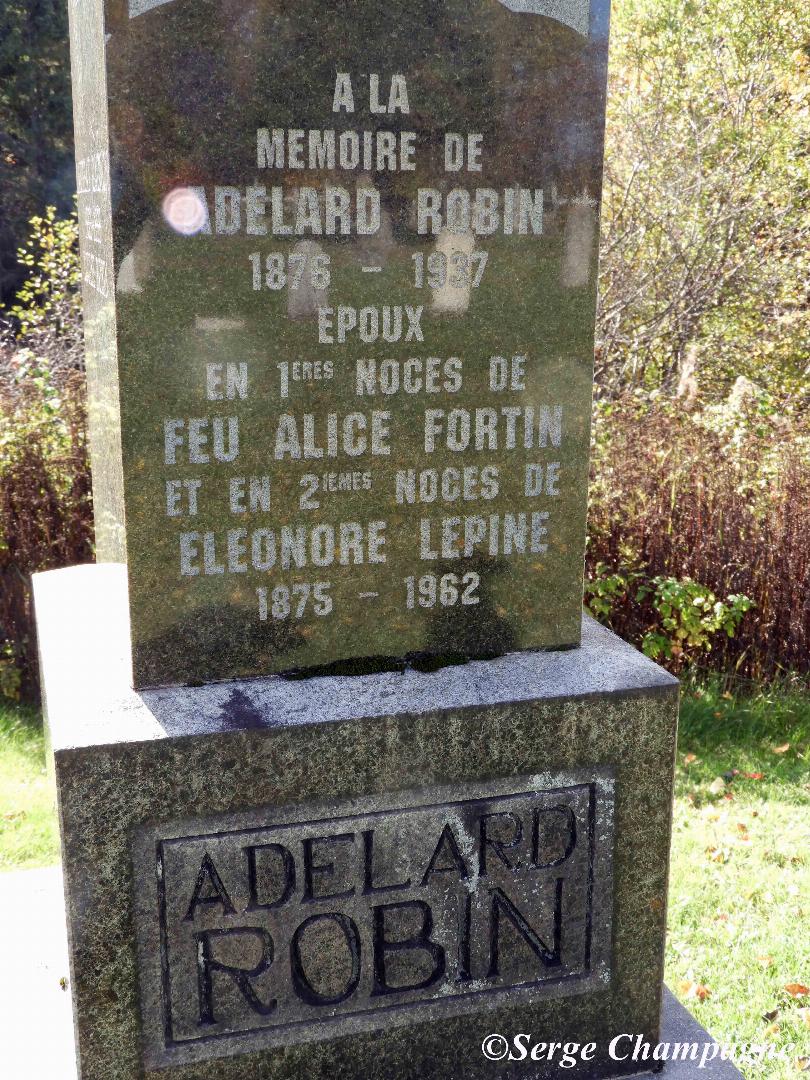 A LA
MEMOIRE DE
ADELARD ROBIN
1876 – 1937
EPOUX
EN 1ERES NOCES DE
FEU ALICE FORTIN
ET EN 2IEMES NOCES DE
ELEONORE LEPINE
1875 – 1962
ADELARD
ROBIN
©Serge Champagne